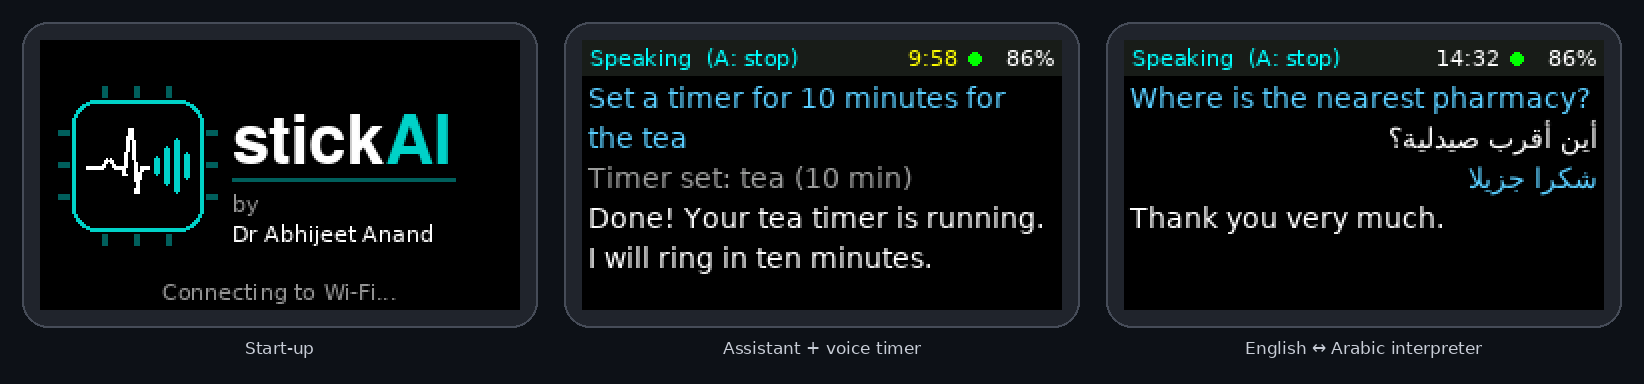 stickAI
by
Dr Abhijeet Anand
Connecting to Wi-Fi...
Start-up
Speaking (A: stop) 9:58 86%
Set a timer for 10 minutes for
the tea
Timer set: tea (10 min)
Done! Your tea timer is running.
I will ring in ten minutes.
Assistant + voice timer
Speaking (A: stop) 14:32 86%
Where is the nearest pharmacy?
أين أقرب صيدلية؟
شكرا جزيلا
Thank you very much.
English ↔ Arabic interpreter